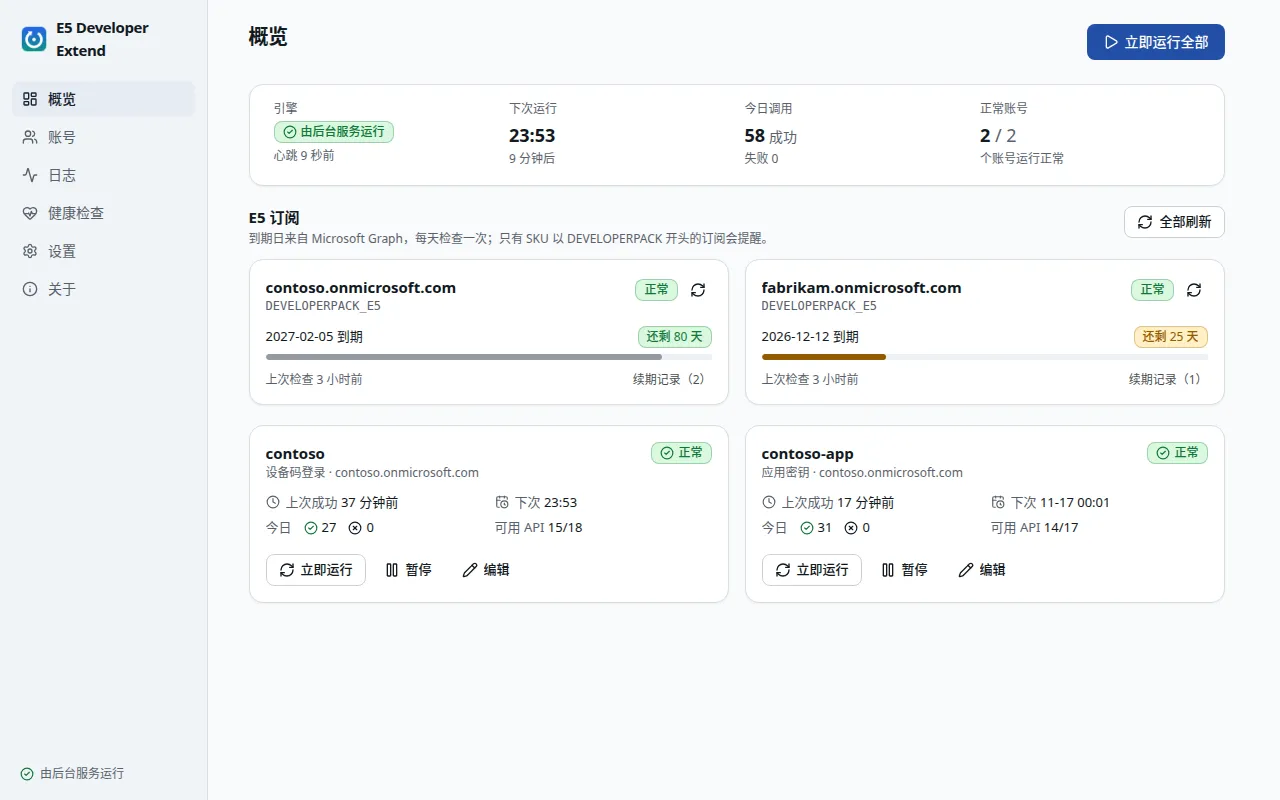 E5 Developer
Extend
概览
账号
日志
健康检查
设置
关于
由后台服务运行
概览
立即运行全部
引擎
由后台服务运行
心跳 9 秒前
下次运行
23:53
9 分钟后
今日调用
58 成功
失败 0
正常账号
2 / 2
个账号运行正常
E5 订阅
到期日来自 Microsoft Graph，每天检查一次；只有 SKU 以 DEVELOPERPACK 开头的订阅会提醒。
全部刷新
contoso.onmicrosoft.com
正常
DEVELOPERPACK_E5
2027-02-05 到期
还剩 80 天
上次检查 3 小时前
续期记录（2）
fabrikam.onmicrosoft.com
正常
DEVELOPERPACK_E5
2026-12-12 到期
还剩 25 天
上次检查 3 小时前
续期记录（1）
contoso
正常
设备码登录 · contoso.onmicrosoft.com
上次成功 37 分钟前
下次 23:53
今日 27 0
可用 API 15/18
立即运行
暂停
编辑
contoso-app
正常
应用密钥 · contoso.onmicrosoft.com
上次成功 17 分钟前
下次 11-17 00:01
今日 31 0
可用 API 14/17
立即运行
暂停
编辑